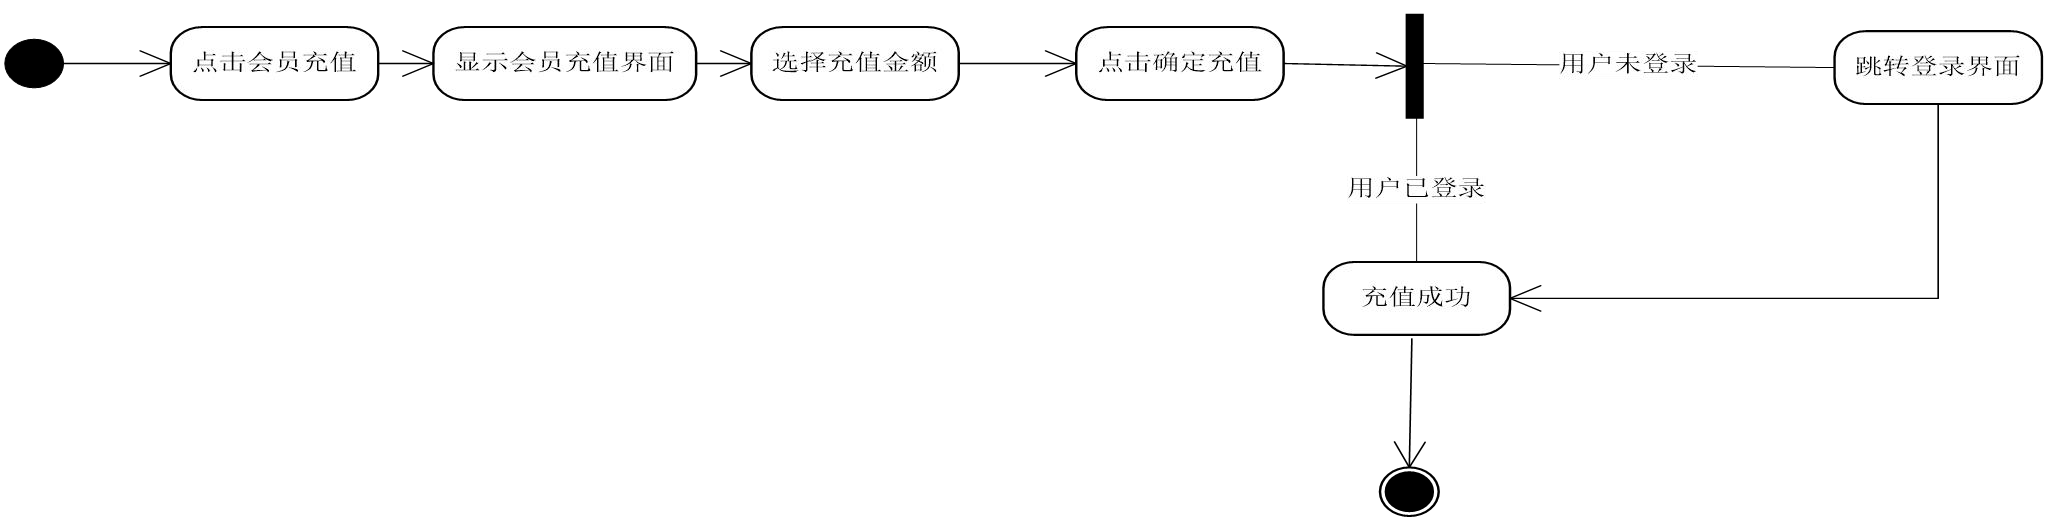 点击会员充值
显示会员充值界面
选择充值金额
点击确定充值
用户未登录
跳转登录界面
用户已登录
充值成功